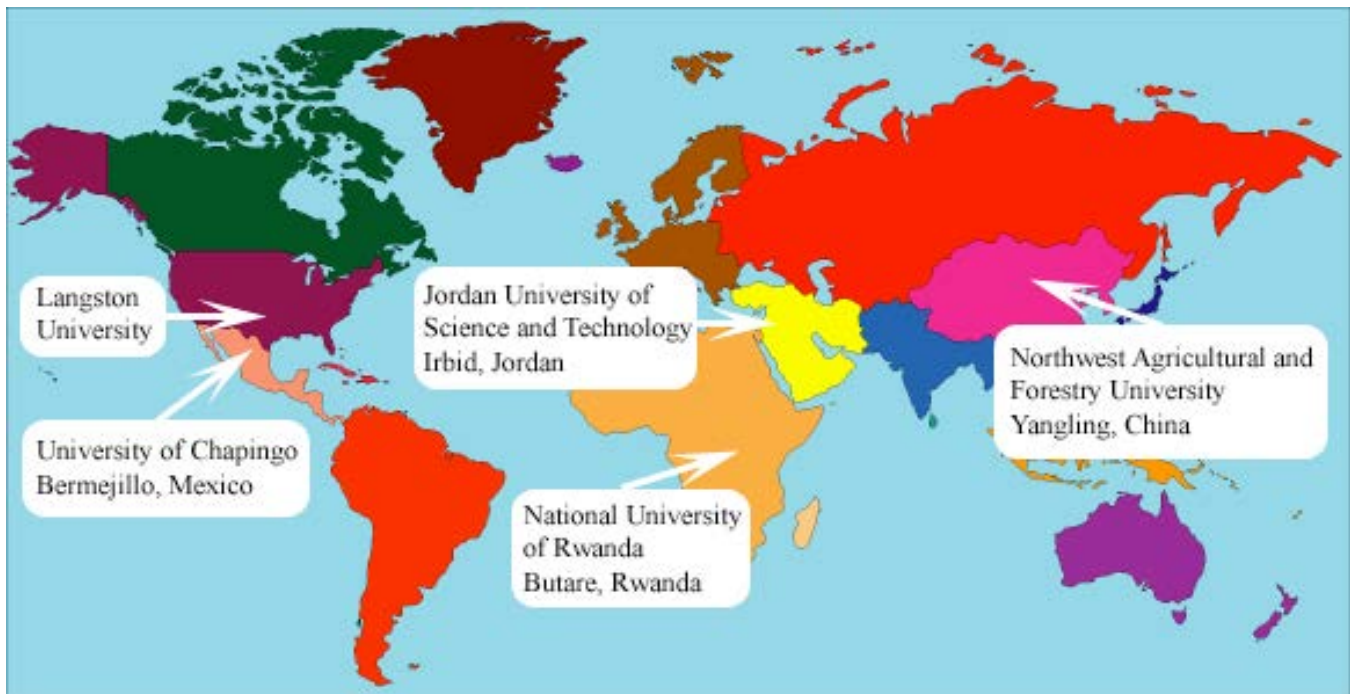 Langston
University
University of Chapingo
Bermejillo, Mexico
Jordan University of
Science and Technology
Irbid, Jordan
National University
of Rwanda
Butare, Rwanda
Northwest Agricultural and
Forestry University
Yangling, China